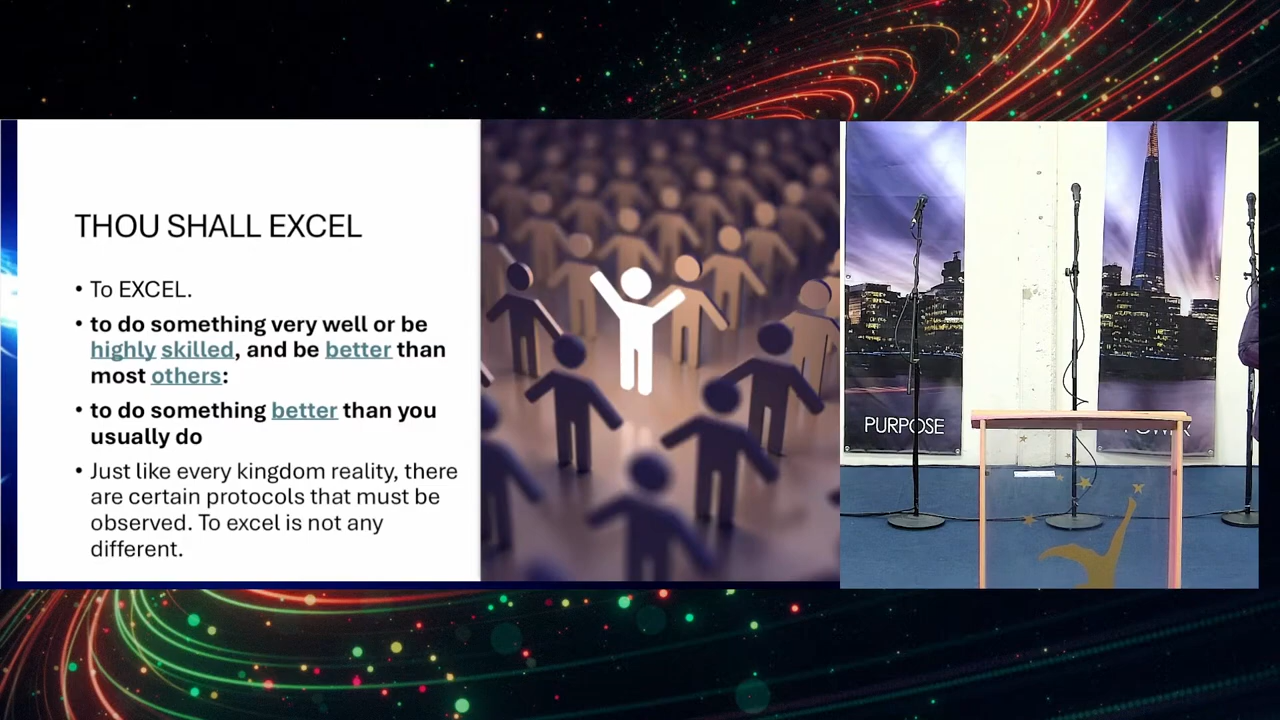 THOU SHALL EXCEL
• To EXCEL.
• to do something very well or be
highly skilled, and be better than
most others:
• to do something better than you
usually do
• Just like every kingdom reality, there
are certain protocols that must be
observed. To excel is not any
different.
PURPOSE
POWER